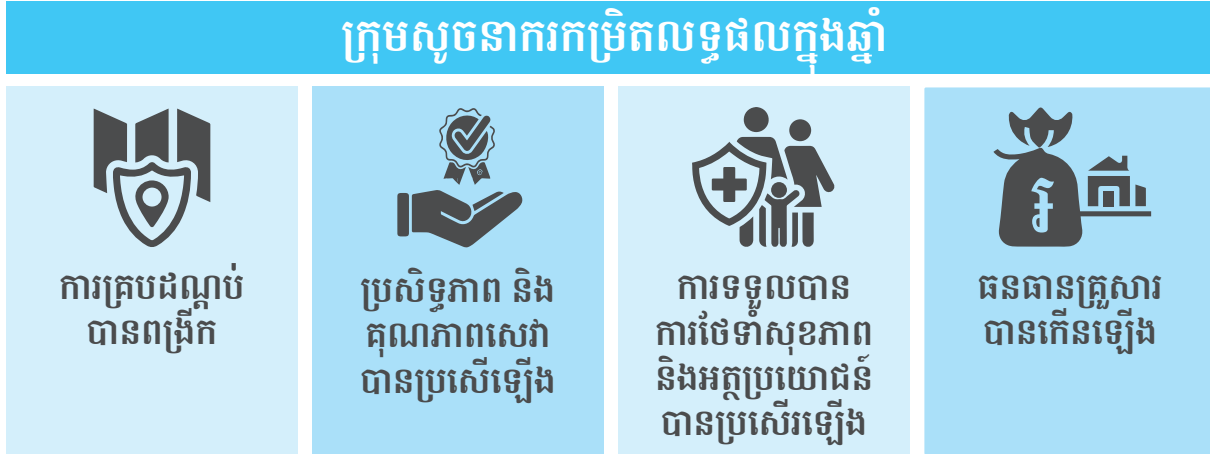 ក្រុមសូចនាករកម្រិតលទ្ធផលក្នុងឆ្នាំ
ការគ្របដណ្តប់
បានពង្រីក
ប្រសិទ្ធភាព និង
គុណភាពសេវា
បានប្រសើឡើង
ការទទួលបាន
ការថែទាំសុខភាព
និងអត្ថប្រយោជន៍
បានប្រសើរឡើង
ធនធានគ្រួសារ
បានកើនឡើង